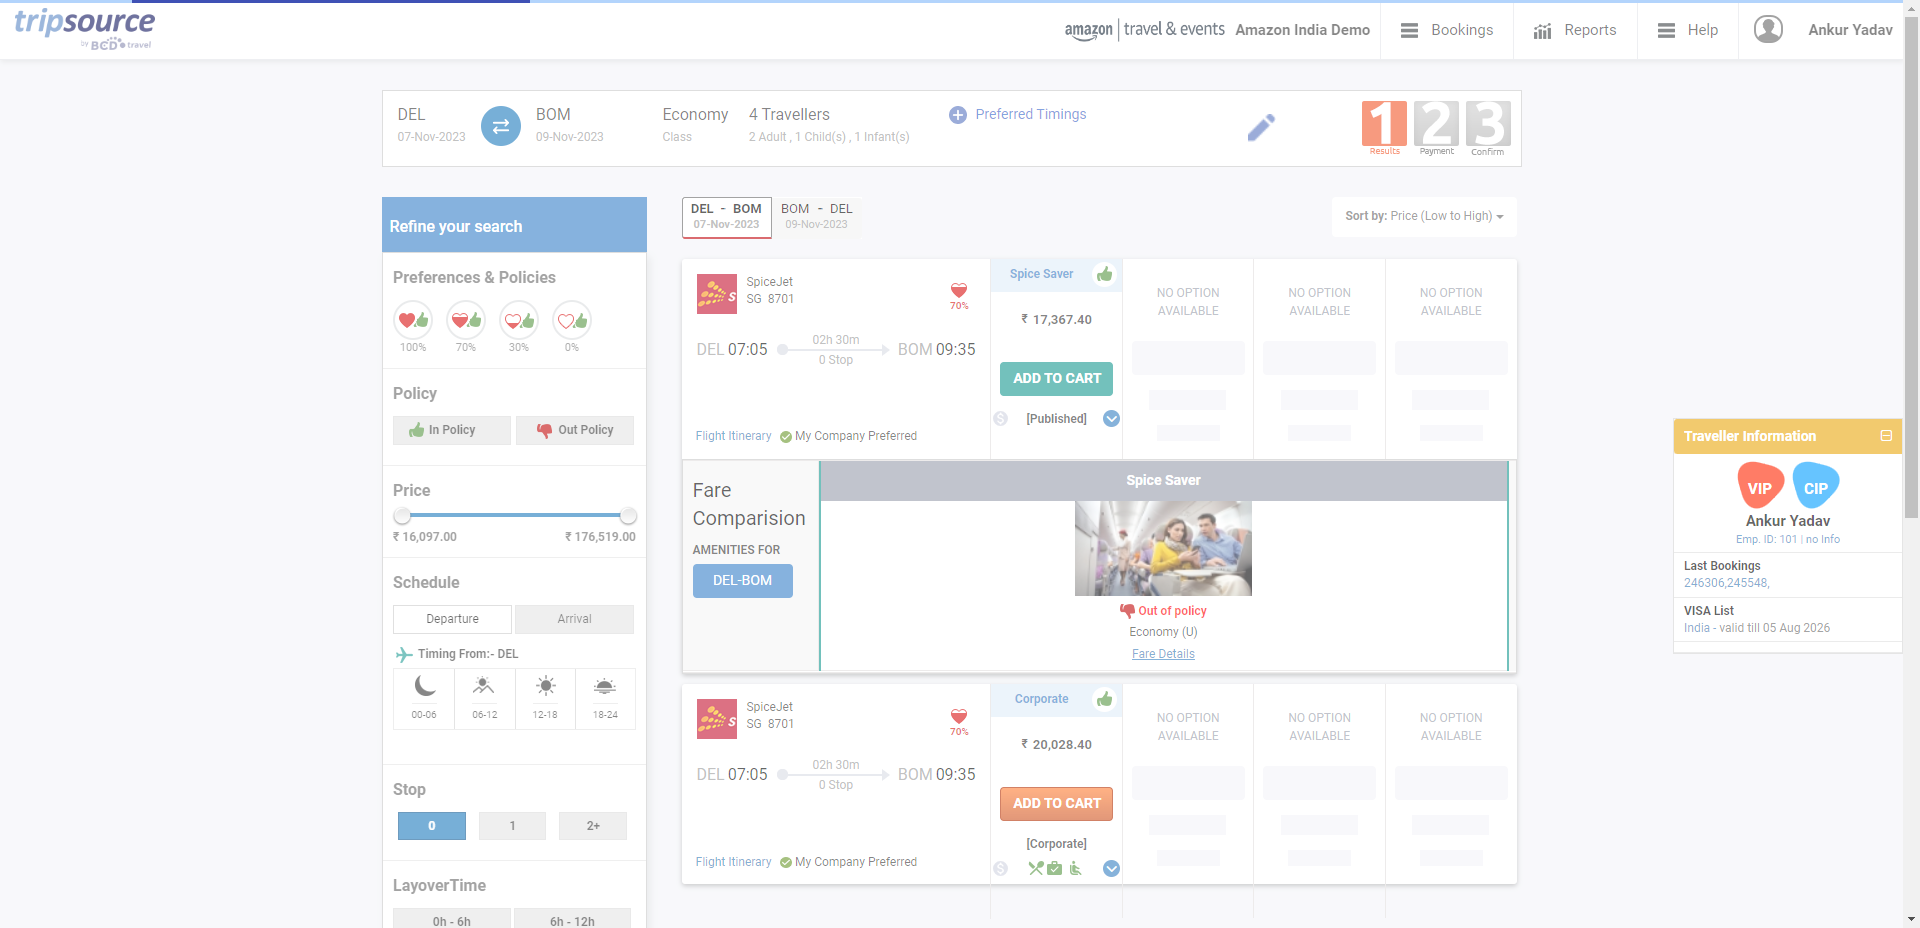 tripsource
by BCD travel
amazon travel & events
Amazon India Demo
Bookings
Reports
Help
Ankur Yadav
DEL
07-Nov-2023
BOM
09-Nov-2023
Economy
Class
4 Travellers
2 Adult , 1 Child(s) , 1 Infant(s)
Preferred Timings
1 2 3
Results Payment Confirm
Refine your search
Preferences & Policies
100% 70% 30% 0%
Policy
In Policy Out Policy
Price
₹ 16,097.00 ₹ 176,519.00
Schedule
Departure Arrival
Timing From:- DEL
00-06 06-12 12-18 18-24
Stop
0 1 2+
LayoverTime
0h - 6h 6h - 12h
DEL - BOM
07-Nov-2023
BOM - DEL
09-Nov-2023
Sort by: Price (Low to High)
SpiceJet
SG 8701
70%
DEL 07:05
02h 30m
0 Stop
BOM 09:35
Flight Itinerary My Company Preferred
Spice Saver
₹ 17,367.40
ADD TO CART
[Published]
NO OPTION
AVAILABLE
NO OPTION
AVAILABLE
NO OPTION
AVAILABLE
Fare
Comparision
AMENITIES FOR
DEL-BOM
Spice Saver
Out of policy
Economy (U)
Fare Details
SpiceJet
SG 8701
70%
DEL 07:05
02h 30m
0 Stop
BOM 09:35
Flight Itinerary My Company Preferred
Corporate
₹ 20,028.40
ADD TO CART
[Corporate]
NO OPTION
AVAILABLE
NO OPTION
AVAILABLE
NO OPTION
AVAILABLE
Traveller Information
VIP CIP
Ankur Yadav
Emp. ID: 101 | no Info
Last Bookings
246306,245548,
VISA List
India - valid till 05 Aug 2026